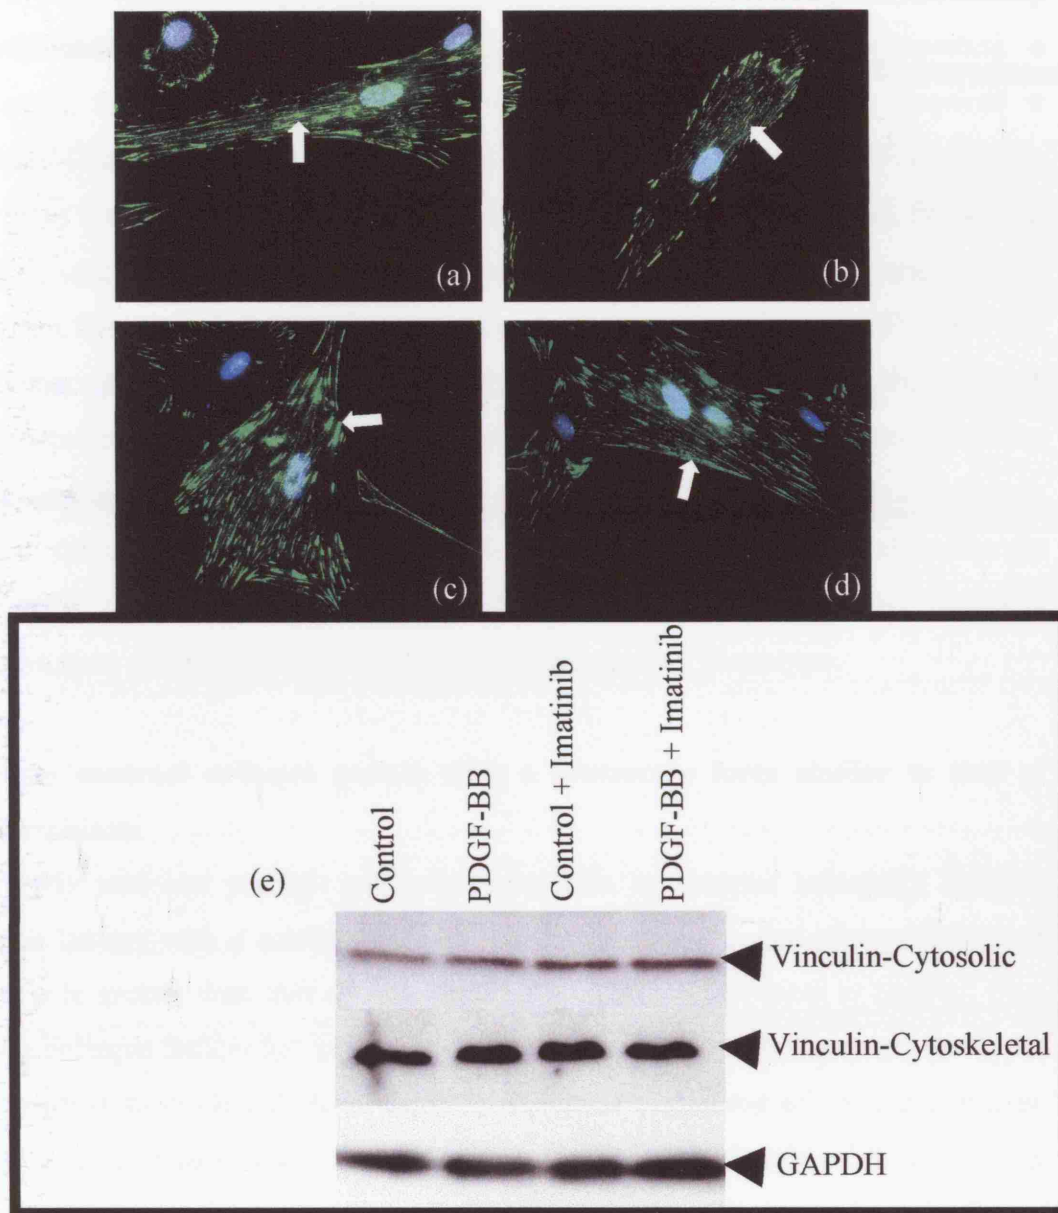 (a)
(b)
(c)
(d)
(e)
Control
PDGF-BB
Control + Imatinib
PDGF-BB + Imatinib
Vinculin-Cytosolic
Vinculin-Cytoskeletal
GAPDH